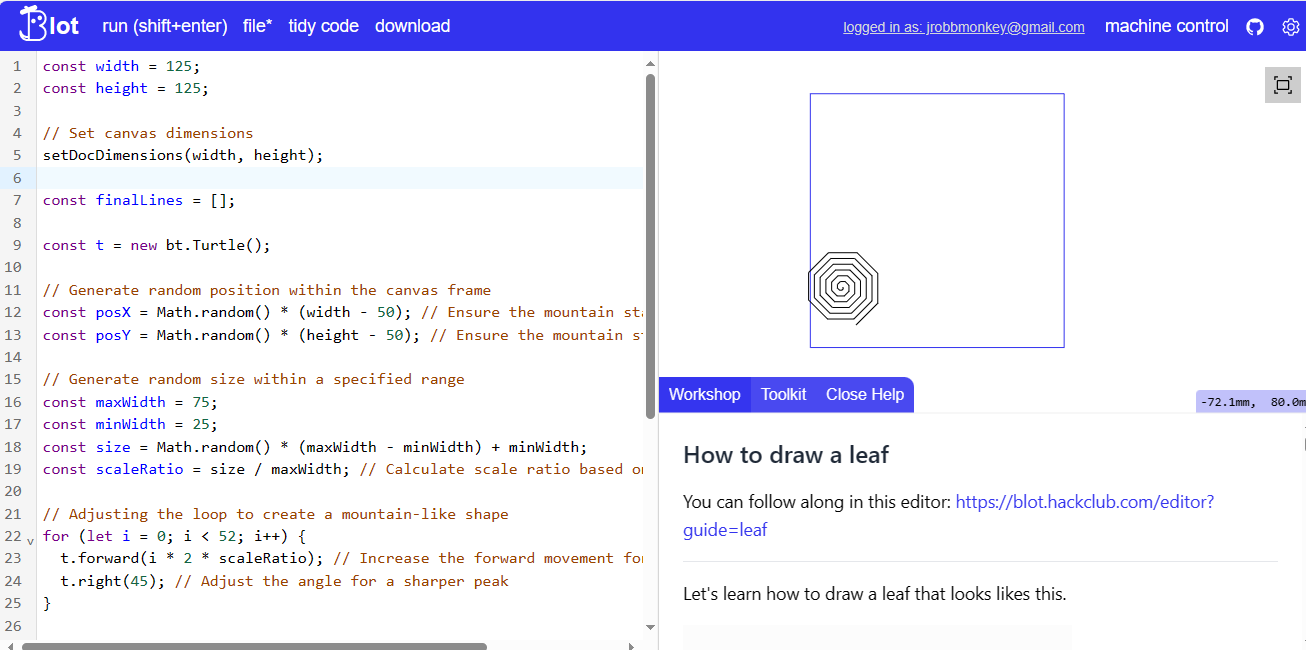 Blot run (shift+enter) file* tidy code download logged in as: jrobbmonkey@gmail.com machine control
1 const width = 125;
2 const height = 125;
3
4 // Set canvas dimensions
5 setDocDimensions(width, height);
6
7 const finalLines = [];
8
9 const t = new bt.Turtle();
10
11 // Generate random position within the canvas frame
12 const posX = Math.random() * (width - 50); // Ensure the mountain sta
13 const posY = Math.random() * (height - 50); // Ensure the mountain s
14
15 // Generate random size within a specified range
16 const maxWidth = 75;
17 const minWidth = 25;
18 const size = Math.random() * (maxWidth - minWidth) + minWidth;
19 const scaleRatio = size / maxWidth; // Calculate scale ratio based o
20
21 // Adjusting the loop to create a mountain-like shape
22 for (let i = 0; i < 52; i++) {
23 t.forward(i * 2 * scaleRatio); // Increase the forward movement fo
24 t.right(45); // Adjust the angle for a sharper peak
25 }
26
Workshop Toolkit Close Help
-72.1mm, 80.0m
How to draw a leaf
You can follow along in this editor: https://blot.hackclub.com/editor?
guide=leaf
Let's learn how to draw a leaf that looks likes this.